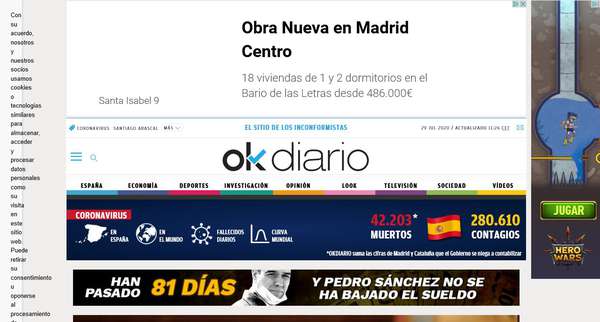 Con
su
acuerdo,
nosotros
y
nuestros
socios
usamos
cookies
o
tecnologías
similares
para
almacenar,
acceder
y
procesar
datos
personales
como
su
visita
en
este
sitio
web.
Puede
retirar
su
consentimiento
u
oponerse
al
procesamiento
Obra Nueva en Madrid
Centro
18 viviendas de 1 y 2 dormitorios en el
Bario de las Letras desde 486.000€
Santa Isabel 9
CORONAVIRUS SANTIAGO ABASCAL MÁS
EL SITIO DE LOS INCONFORMISTAS
29 JUL 2020 / ACTUALIZADO 11:26
okdiario
ESPAÑA ECONOMÍA DEPORTES INVESTIGACIÓN OPINIÓN LOOK TELEVISIÓN SOCIEDAD VÍDEOS
CORONAVIRUS
EN ESPAÑA
EN EL MUNDO
FALLECIDOS DIARIOS
CURVA MUNDIAL
42.203*
MUERTOS
280.610
CONTAGIOS
*OKDIARIO suma las cifras de Madrid y Cataluña que el Gobierno se niega a contabilizar
HAN PASADO 81 DÍAS Y PEDRO SÁNCHEZ NO SE HA BAJADO EL SUELDO
JUGAR
HERO
WARS